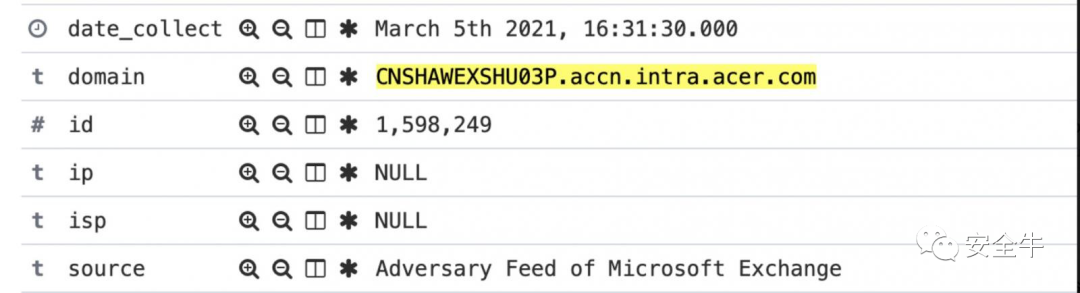 date_collect March 5th 2021, 16:31:30.000
t domain CNSHAWEXSHU03P.accn.intra.acer.com
# id 1,598,249
t ip NULL
t isp NULL
t source Adversary Feed of Microsoft Exchange
安全牛